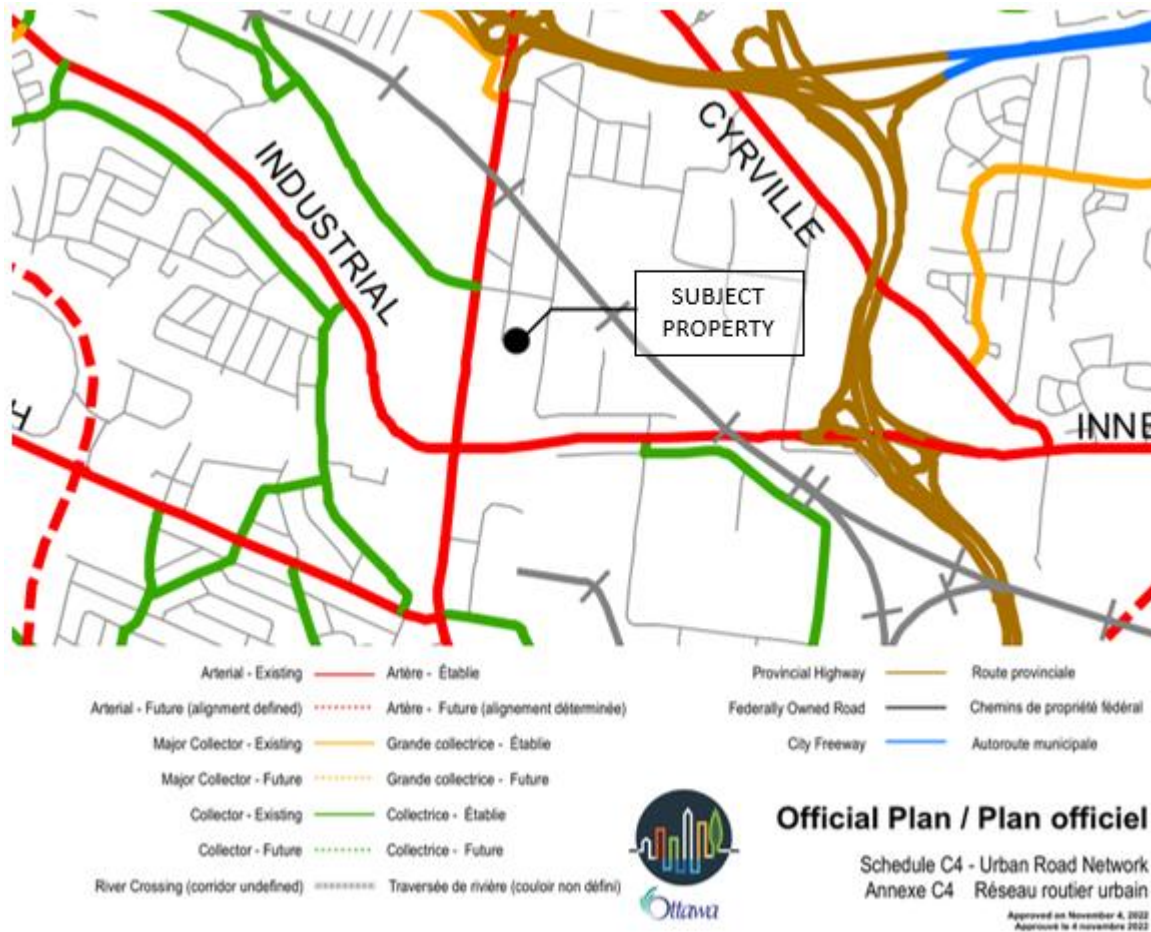 INDUSTRIAL
CYRVILLE
SUBJECT
PROPERTY
H
INNE
Arterial - Existing Artère - Établie
Arterial - Future (alignment defined) Artère - Future (alignement déterminée)
Major Collector - Existing Grande collectrice - Établie
Major Collector - Future Grande collectrice - Future
Collector - Existing Collectrice - Établie
Collector - Future Collectrice - Future
River Crossing (corridor undefined) Traversée de rivière (couloir non défini)
Provincial Highway Route provinciale
Federally Owned Road Chemins de propriété fédéral
City Freeway Autoroute municipale
Ottawa
Official Plan / Plan officiel
Schedule C4 - Urban Road Network
Annexe C4 Réseau routier urbain
Approved on November 4, 2022
Approuvé le 4 novembre 2022